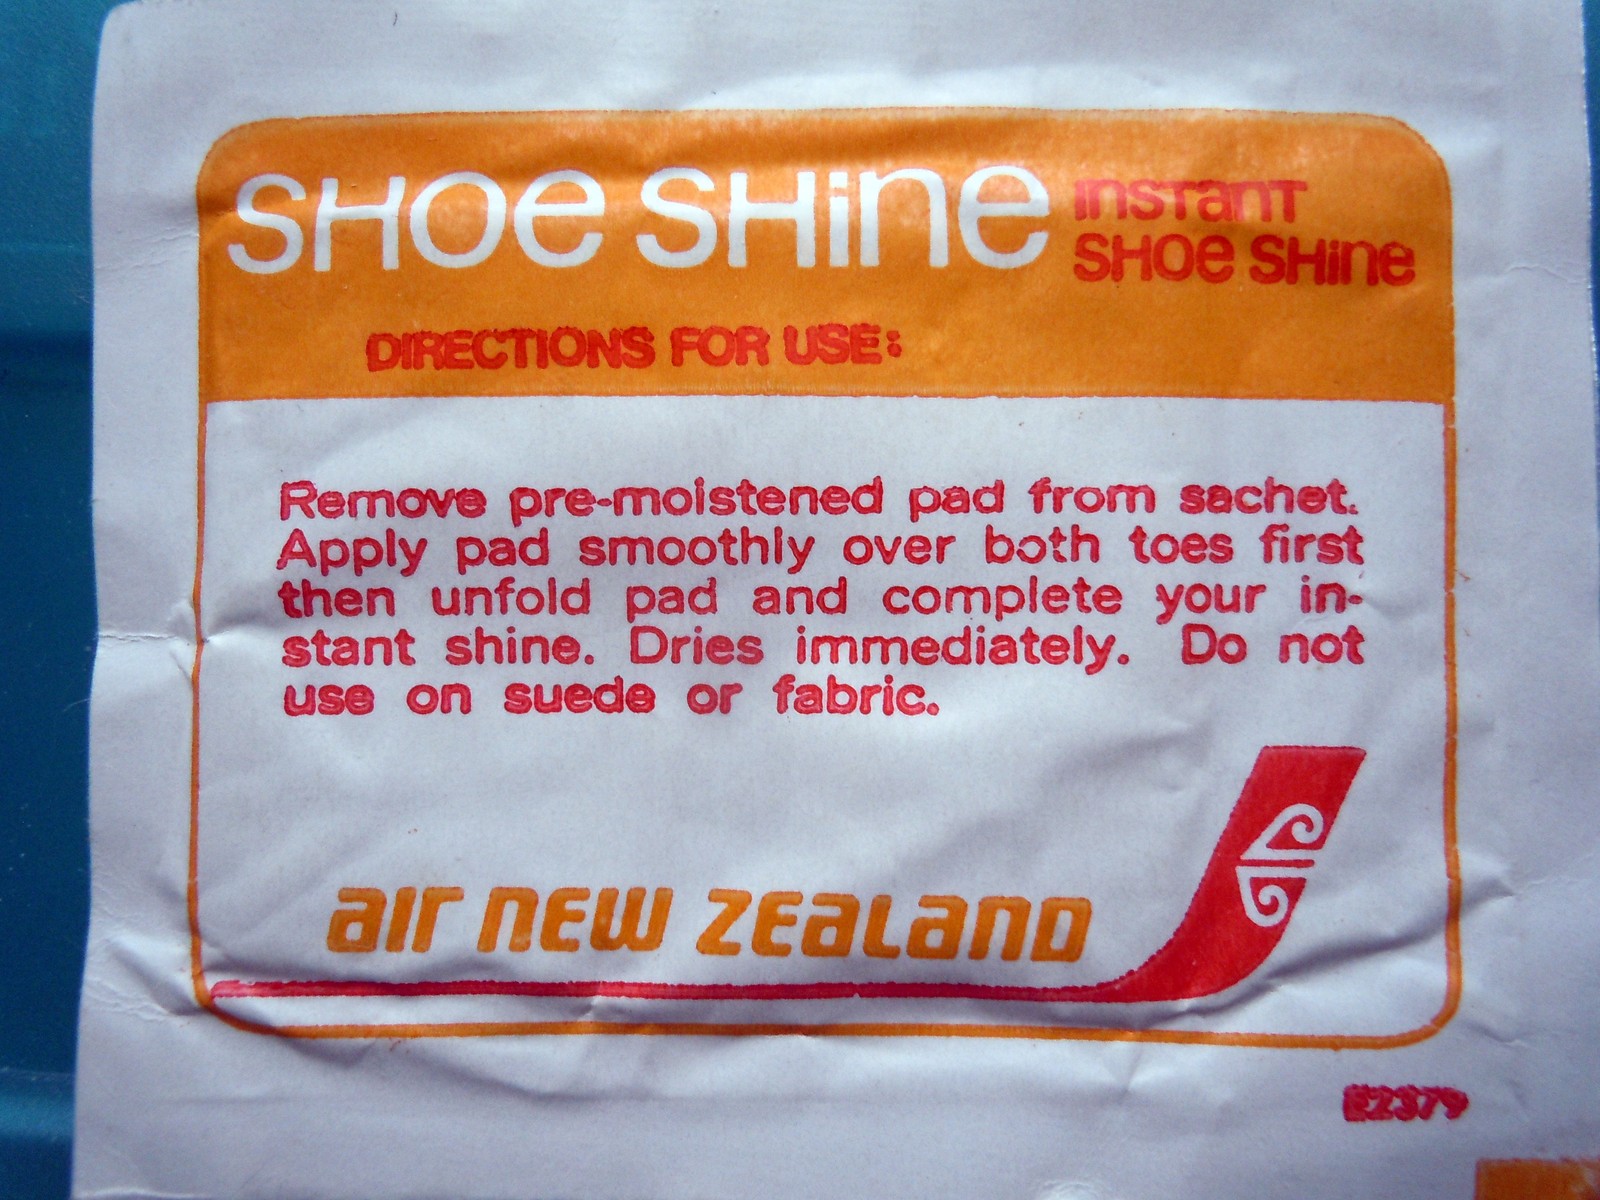 SHOE SHINE
INSTANT
SHOE SHINE
DIRECTIONS FOR USE:
Remove pre-moistened pad from sachet.
Apply pad smoothly over both toes first
then unfold pad and complete your in-
stant shine. Dries immediately. Do not
use on suede or fabric.
air new zealand
E2379